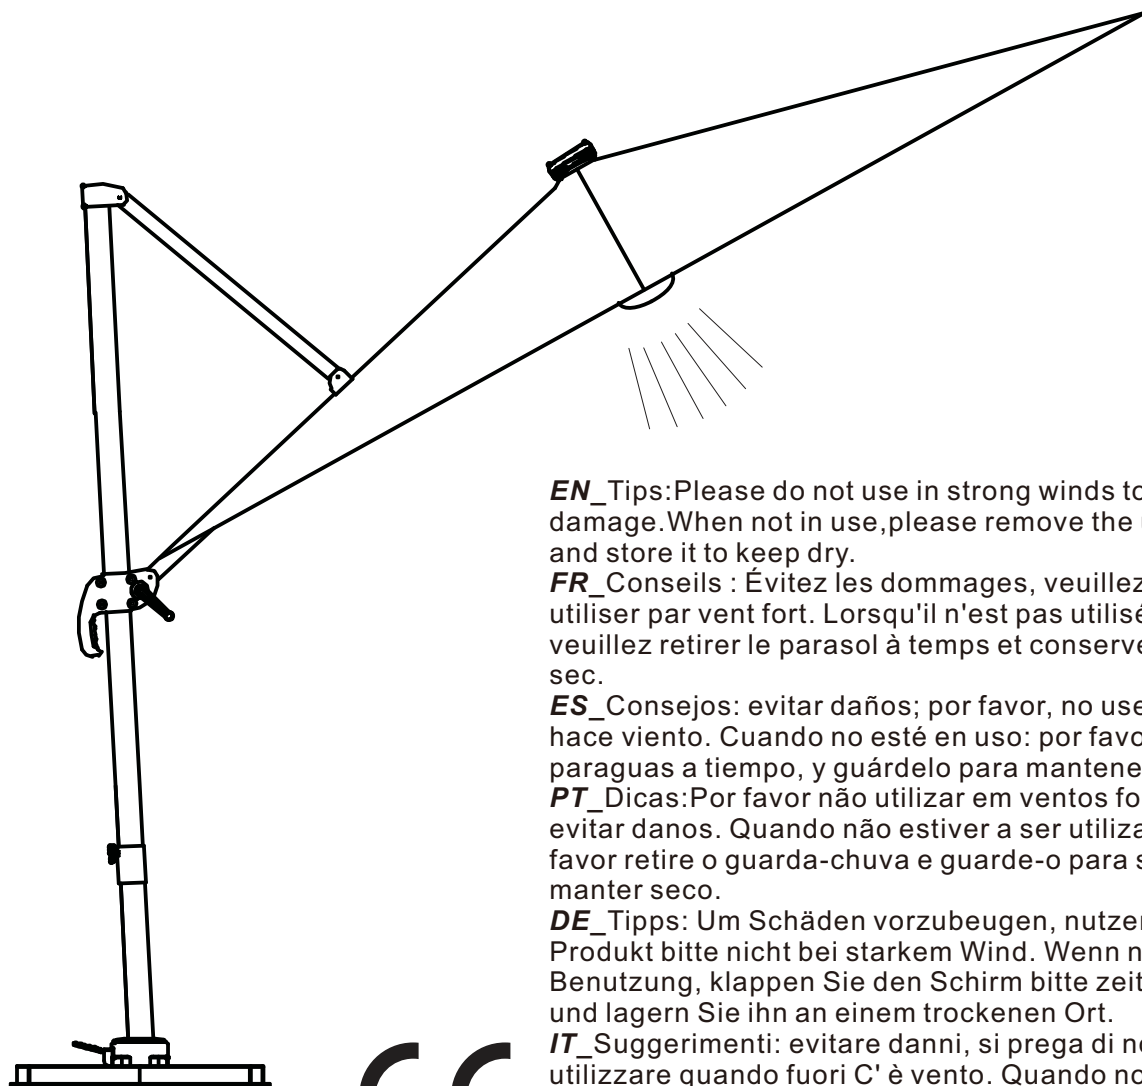 EN_Tips:Please do not use in strong winds to
damage.When not in use,please remove the
and store it to keep dry.
FR_Conseils : Évitez les dommages, veuillez
utiliser par vent fort. Lorsqu'il n'est pas utilisé
veuillez retirer le parasol à temps et conserve
sec.
ES_Consejos: evitar daños; por favor, no use
hace viento. Cuando no esté en uso: por favo
paraguas a tiempo, y guárdelo para mantene
PT_Dicas:Por favor não utilizar em ventos fo
evitar danos. Quando não estiver a ser utiliza
favor retire o guarda-chuva e guarde-o para s
manter seco.
DE_Tipps: Um Schäden vorzubeugen, nutzen
Produkt bitte nicht bei starkem Wind. Wenn n
Benutzung, klappen Sie den Schirm bitte zeit
und lagern Sie ihn an einem trockenen Ort.
IT_Suggerimenti: evitare danni, si prega di no
utilizzare quando fuori C' è vento. Quando no